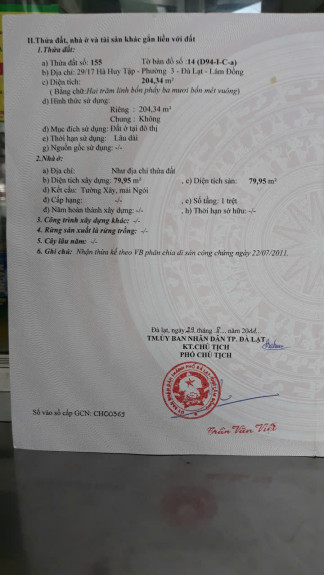 II.Thửa đất, nhà ở và tài sản khác gắn liền với đất
1.Thửa đất:
a) Thửa đất số: 155 Tờ bản đồ số :14 (D94-I-C-a)
b) Địa chỉ: 29/17 Hà Huy Tập - Phường 3 - Đà Lạt - Lâm Đồng
c) Diện tích: 204,34 m²
( Bằng chữ:Hai trăm linh bốn phẩy ba mươi bốn mét vuông)
d) Hình thức sử dụng:
Riêng : 204,34 m²
Chung : Không
đ) Mục đích sử dụng: Đất ở tại đô thị
e) Thời hạn sử dụng: Lâu dài
g) Nguồn gốc sử dụng: -/-
2.Nhà ở:
a) Địa chỉ: Như địa chỉ thửa đất
b) Diện tích xây dựng: 79,95 m² , c) Diện tích sàn: 79,95 m²
d) Kết cấu: Tường Xây, mái Ngói
đ) Cấp hạng: -/- , e) Số tầng: 1 trệt
g) Năm hoàn thành xây dựng: -/- , h) Thời hạn sở hữu: -/-
3. Công trình xây dựng khác: -/-
4. Rừng sản xuất là rừng trồng: -/-
5. Cây lâu năm: -/-
6. Ghi chú: Nhận thừa kế theo VB phân chia di sản công chứng ngày 22/07/2011.
Đà lạt, ngày 29 tháng 8 năm 2011
TM.ỦY BAN NHÂN DÂN TP. ĐÀ LẠT
KT.CHỦ TỊCH
PHÓ CHỦ TỊCH
Số vào sổ cấp GCN: CH00363
Trần Văn Việt